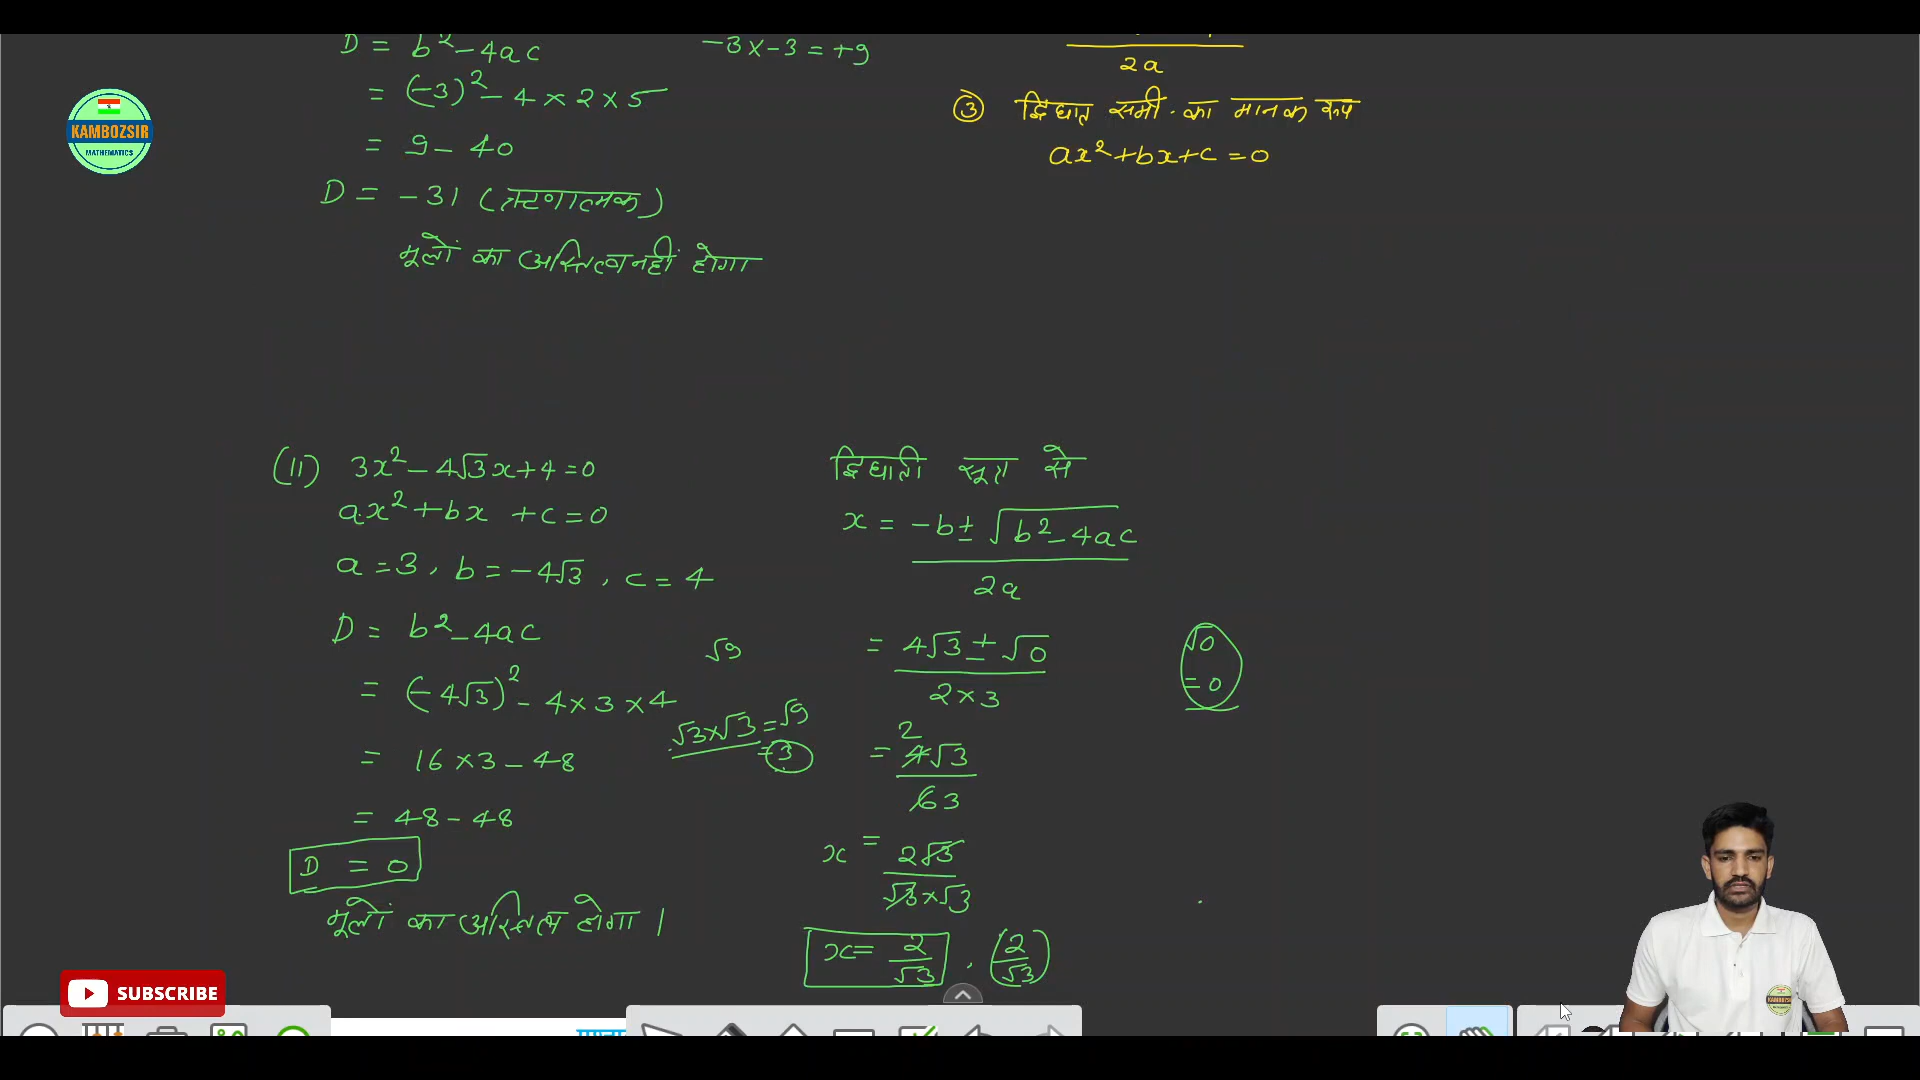 D = b² - 4ac
-3 × -3 = +9
= (-3)² - 4 × 2 × 5
= 9 - 40
D = -31 (ऋणात्मक)
मूलों का अस्तित्व नहीं होगा
2a
③ द्विघात समी. का मानक रूप
ax² + bx + c = 0
KAMBOZSIR
MATHEMATICS
(II) 3x² - 4√3x + 4 = 0
ax² + bx + c = 0
a = 3, b = -4√3, c = 4
D = b² - 4ac
= (-4√3)² - 4 × 3 × 4
= 16 × 3 - 48
= 48 - 48
D = 0
मूलों का अस्तित्व होगा ।
√9
√3 × √3 = √9
= 3
द्विघाती सूत्र से
x = -b ± √b² - 4ac
2a
= 4√3 ± √0
2 × 3
√0
= 0
2
= 4√3
6 3
x = 2√3
√3 × √3
x = 2/√3 , (2/√3)
SUBSCRIBE
KAMBOZSIR